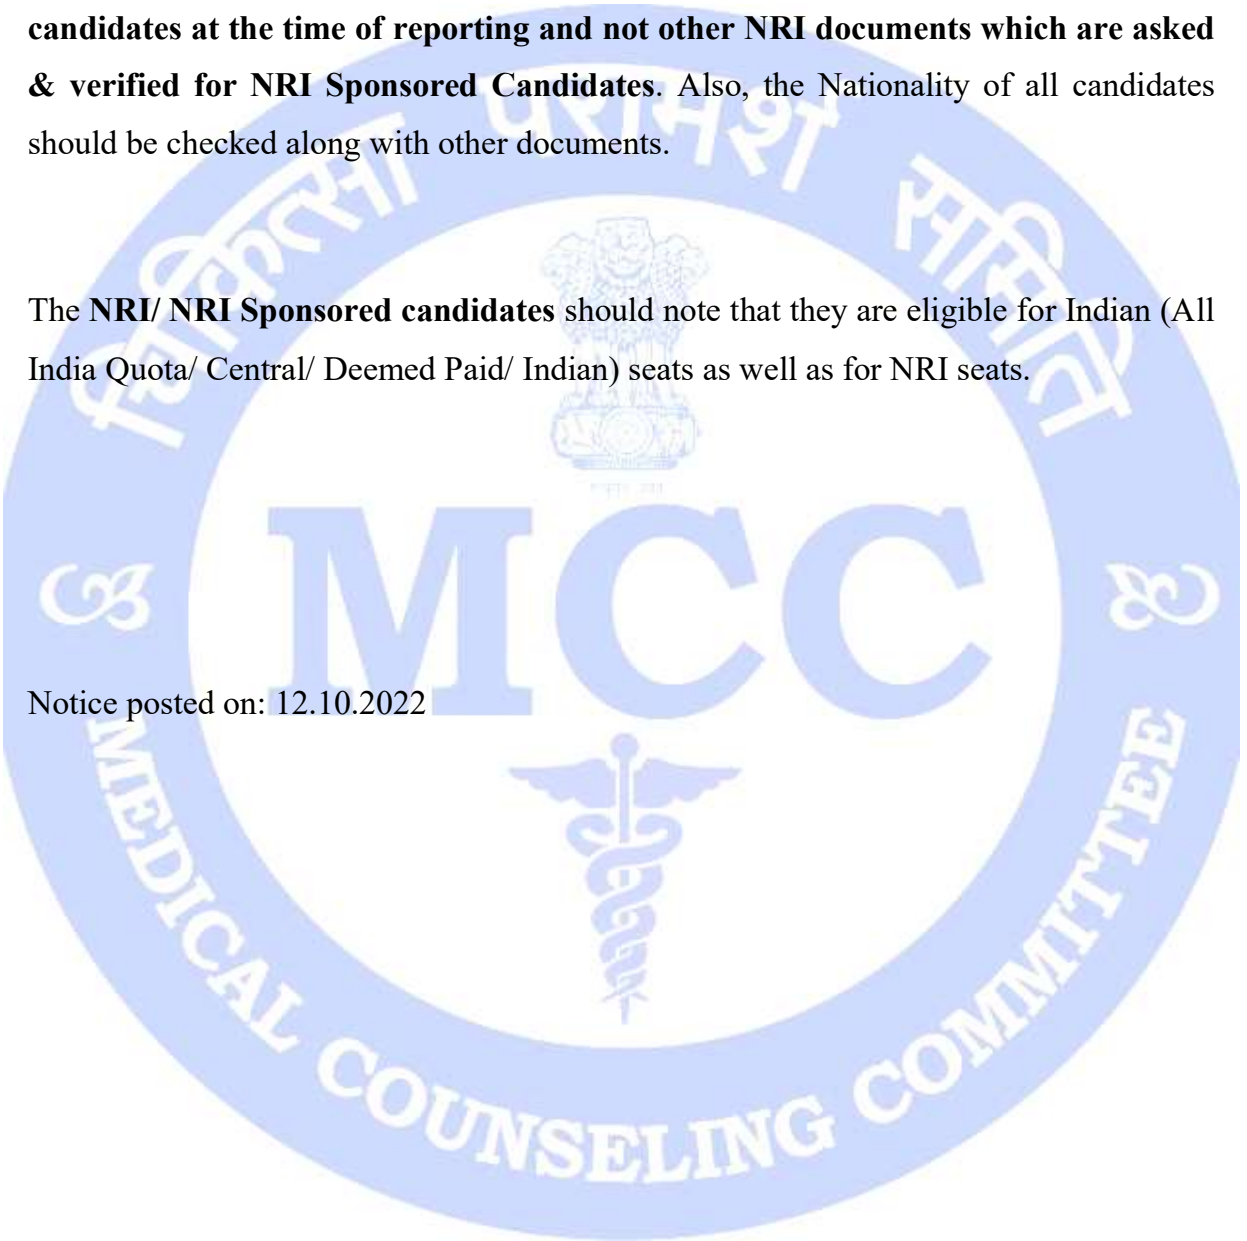 candidates at the time of reporting and not other NRI documents which are asked
& verified for NRI Sponsored Candidates. Also, the Nationality of all candidates
should be checked along with other documents.
The NRI/ NRI Sponsored candidates should note that they are eligible for Indian (All
India Quota/ Central/ Deemed Paid/ Indian) seats as well as for NRI seats.
Notice posted on: 12.10.2022
चिकित्सा परामर्श समिति
MCC
MEDICAL COUNSELING COMMITTEE